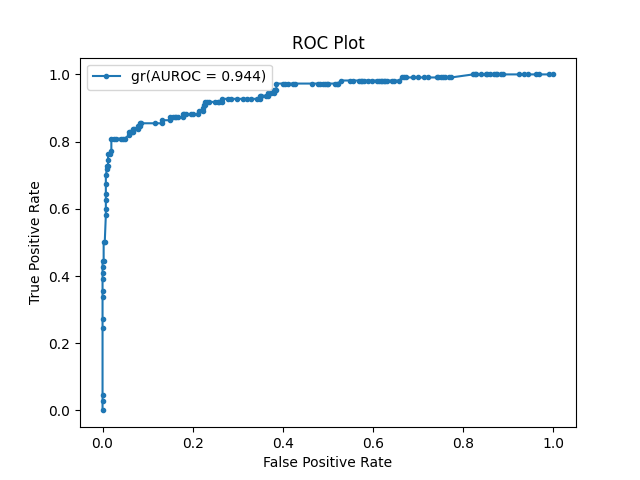 ROC Plot
gr(AUROC = 0.944)
True Positive Rate
1.0
0.8
0.6
0.4
0.2
0.0
0.0 0.2 0.4 0.6 0.8 1.0
False Positive Rate